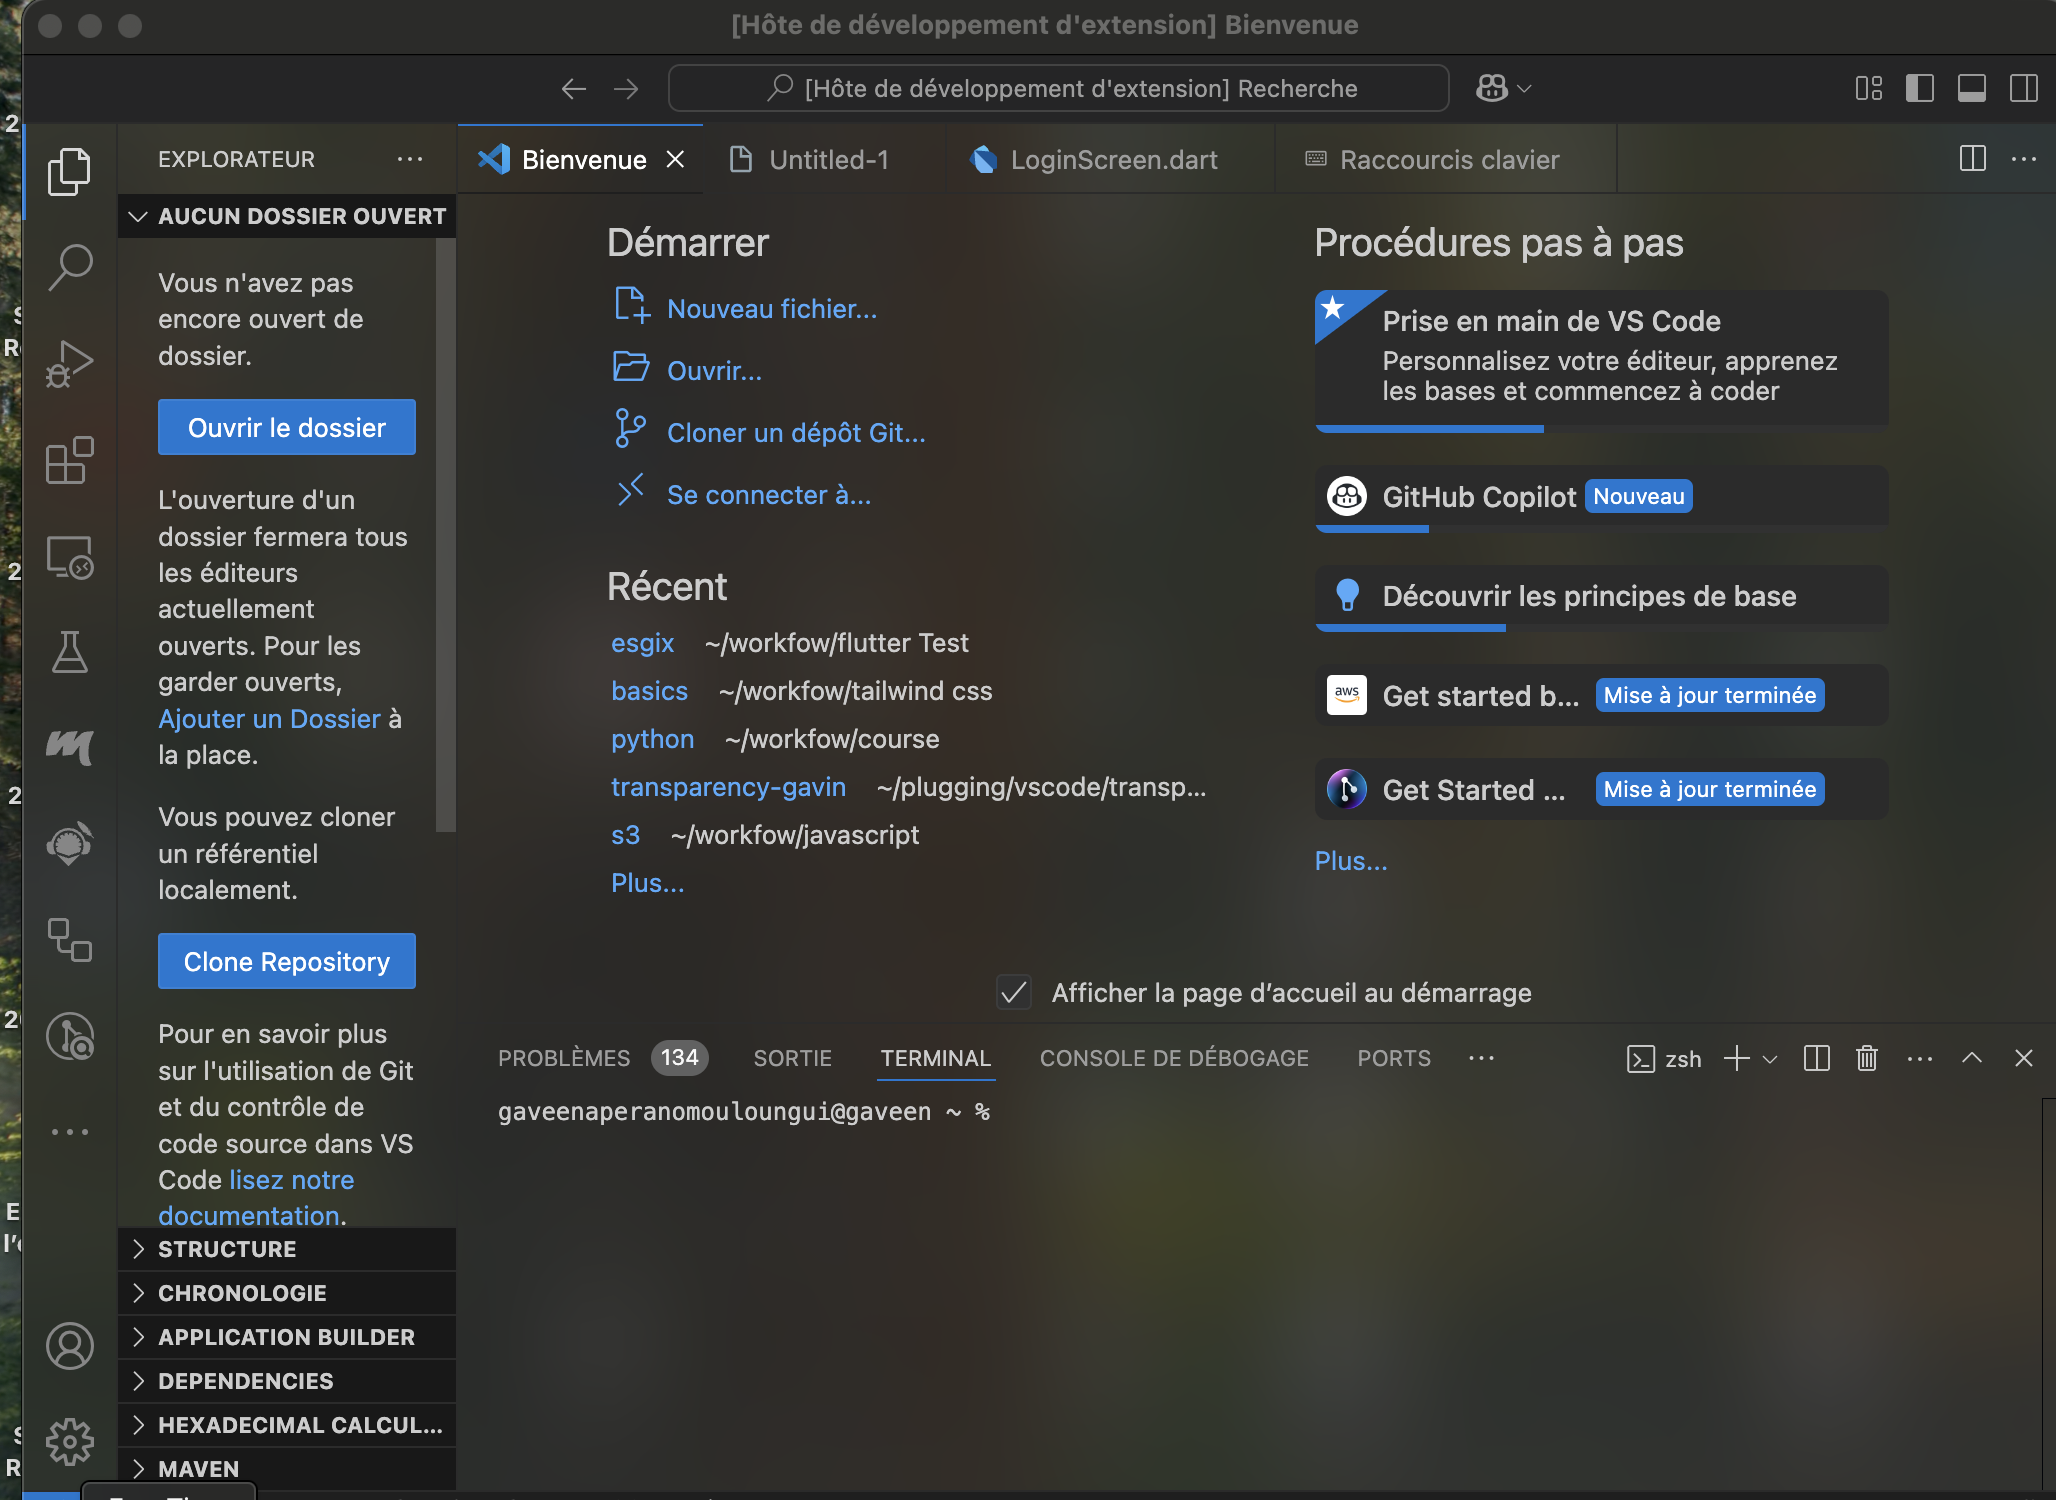 [Hôte de développement d'extension] Bienvenue
[Hôte de développement d'extension] Recherche
EXPLORATEUR
Bienvenue
Untitled-1
LoginScreen.dart
Raccourcis clavier
AUCUN DOSSIER OUVERT
Vous n'avez pas
encore ouvert de
dossier.
Ouvrir le dossier
L'ouverture d'un
dossier fermera tous
les éditeurs
actuellement
ouverts. Pour les
garder ouverts,
Ajouter un Dossier à
la place.
Vous pouvez cloner
un référentiel
localement.
Clone Repository
Pour en savoir plus
sur l'utilisation de Git
et du contrôle de
code source dans VS
Code lisez notre
documentation.
STRUCTURE
CHRONOLOGIE
APPLICATION BUILDER
DEPENDENCIES
HEXADECIMAL CALCUL...
MAVEN
Démarrer
Nouveau fichier...
Ouvrir...
Cloner un dépôt Git...
Se connecter à...
Récent
esgix ~/workfow/flutter Test
basics ~/workfow/tailwind css
python ~/workfow/course
transparency-gavin ~/plugging/vscode/transp...
s3 ~/workfow/javascript
Plus...
Procédures pas à pas
Prise en main de VS Code
Personnalisez votre éditeur, apprenez
les bases et commencez à coder
GitHub Copilot Nouveau
Découvrir les principes de base
aws
Get started b... Mise à jour terminée
Get Started ... Mise à jour terminée
Plus...
Afficher la page d’accueil au démarrage
PROBLÈMES 134 SORTIE TERMINAL CONSOLE DE DÉBOGAGE PORTS
zsh
gaveenaperanomouloungui@gaveen ~ %